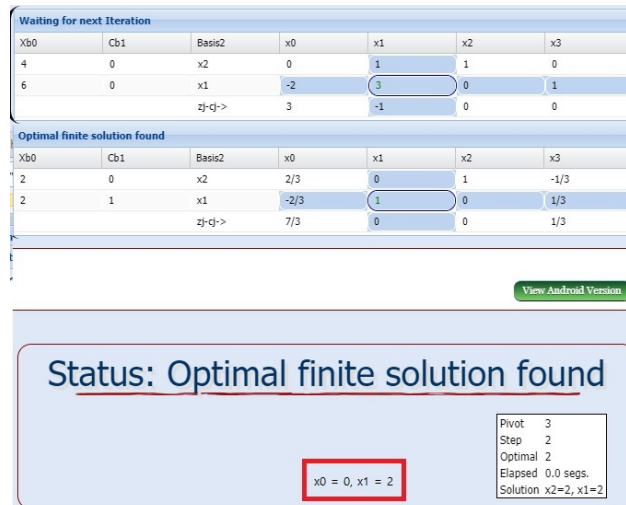 Waiting for next Iteration
Xb0 Cb1 Basis2 x0 x1 x2 x3
4 0 x2 0 1 1 0
6 0 x1 -2 3 0 1
zj-cj-> 3 -1 0 0
Optimal finite solution found
Xb0 Cb1 Basis2 x0 x1 x2 x3
2 0 x2 2/3 0 1 -1/3
2 1 x1 -2/3 1 0 1/3
zj-cj-> 7/3 0 0 1/3
View Android Version
Status: Optimal finite solution found
Pivot 3
Step 2
Optimal 2
Elapsed 0.0 segs.
Solution x2=2, x1=2
x0 = 0, x1 = 2